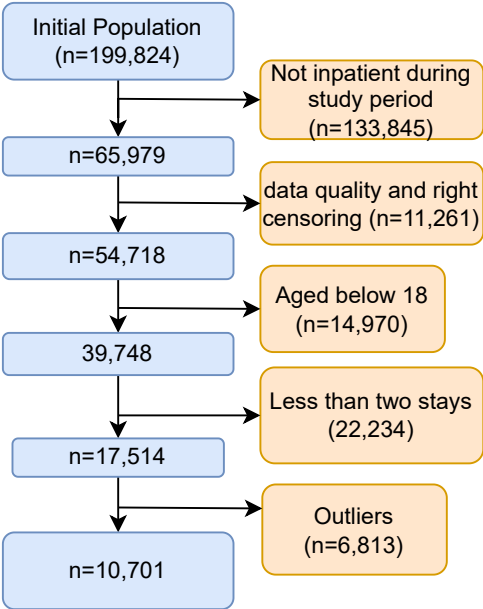 Initial Population
(n=199,824)
Not inpatient during
study period
(n=133,845)
n=65,979
data quality and right
censoring (n=11,261)
n=54,718
Aged below 18
(n=14,970)
39,748
Less than two stays
(22,234)
n=17,514
Outliers
(n=6,813)
n=10,701